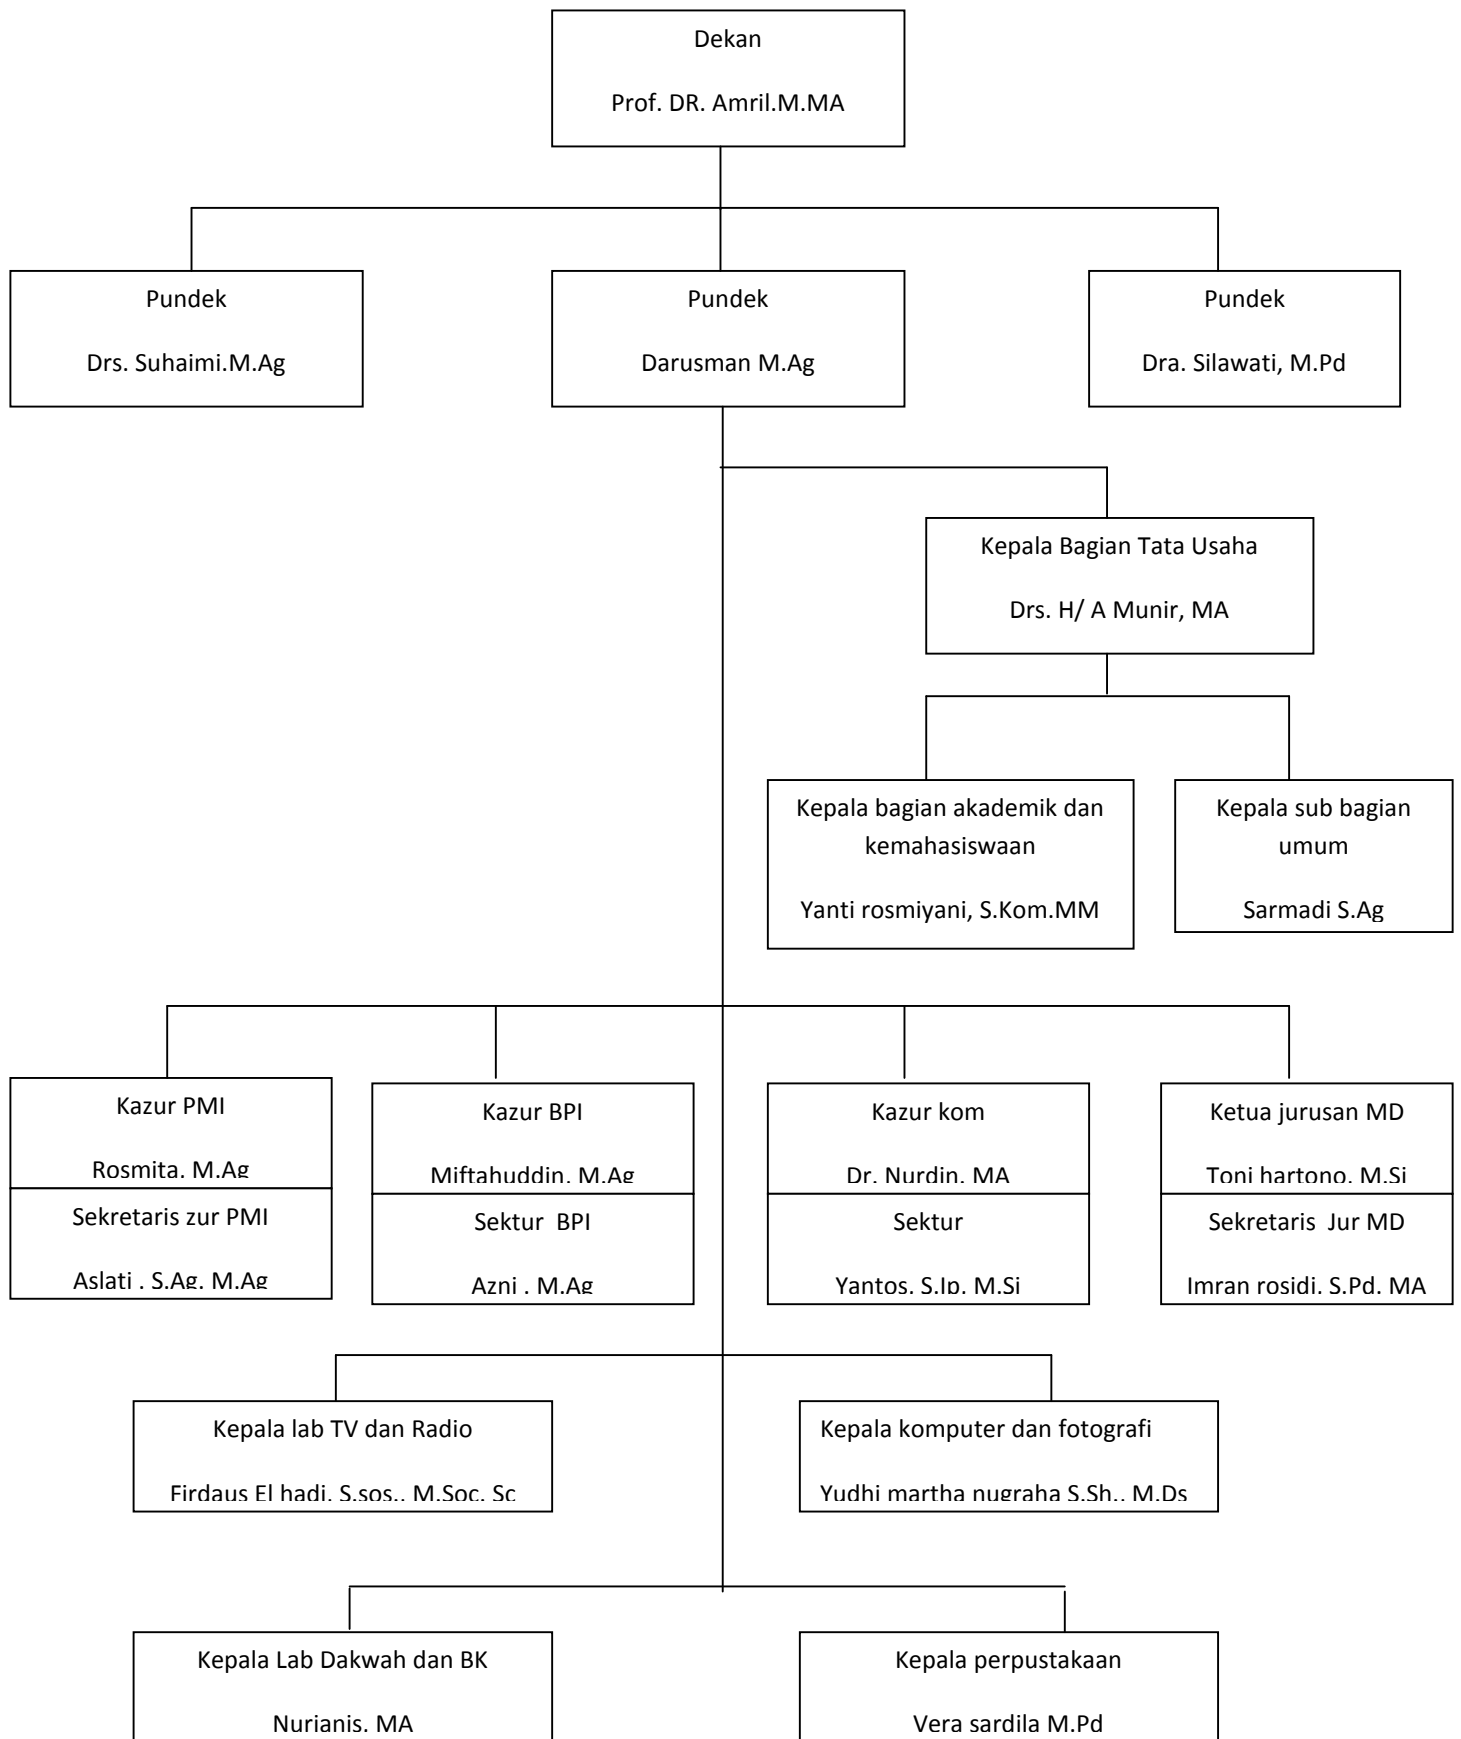 Dekan
Prof. DR. Amril.M.MA
Pundek
Drs. Suhaimi.M.Ag
Pundek
Darusman M.Ag
Pundek
Dra. Silawati, M.Pd
Kepala Bagian Tata Usaha
Drs. H/ A Munir, MA
Kepala bagian akademik dan
kemahasiswaan
Yanti rosmiyani, S.Kom.MM
Kepala sub bagian
umum
Sarmadi S.Ag
Kazur PMI
Rosmita. M.Ag
Sekretaris zur PMI
Aslati . S.Ag. M.Ag
Kazur BPI
Miftahuddin. M.Ag
Sektur  BPI
Azni . M.Ag
Kazur kom
Dr. Nurdin. MA
Sektur
Yantos. S.Ip. M.Si
Ketua jurusan MD
Toni hartono. M.Si
Sekretaris  Jur MD
Imran rosidi. S.Pd. MA
Kepala lab TV dan Radio
Firdaus El hadi. S.sos.. M.Soc. Sc
Kepala komputer dan fotografi
Yudhi martha nugraha S.Sh.. M.Ds
Kepala Lab Dakwah dan BK
Nurjanis. MA
Kepala perpustakaan
Vera sardila M.Pd